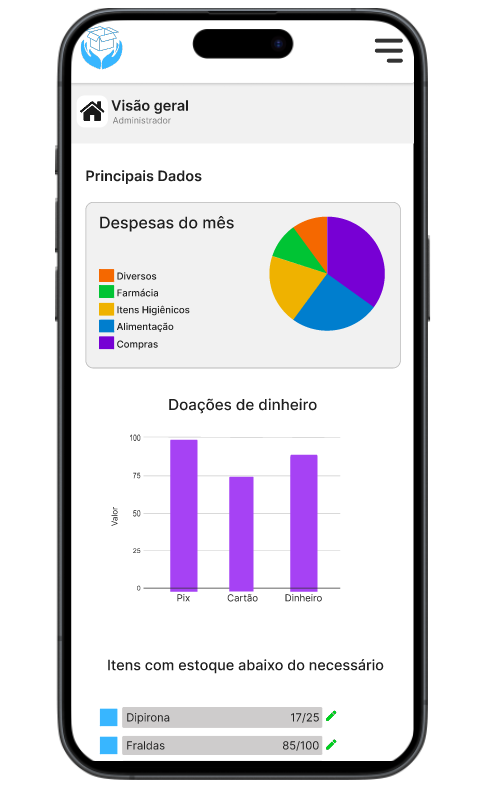 Visão geral
Administrador
Principais Dados
Despesas do mês
Diversos
Farmácia
Itens Higiênicos
Alimentação
Compras
Doações de dinheiro
100
75
50
25
0
Valor
Pix Cartão Dinheiro
Itens com estoque abaixo do necessário
Dipirona 17/25
Fraldas 85/100